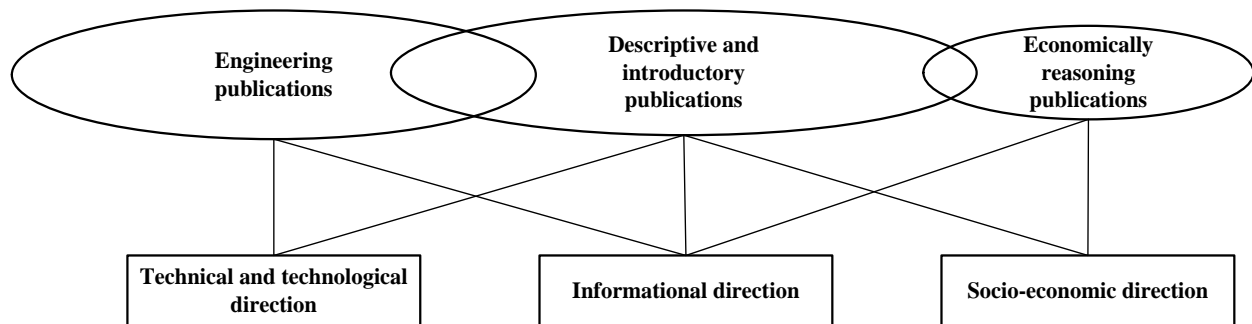 Engineering
publications
Descriptive and
introductory
publications
Economically
reasoning
publications
Technical and technological
direction
Informational direction
Socio-economic direction